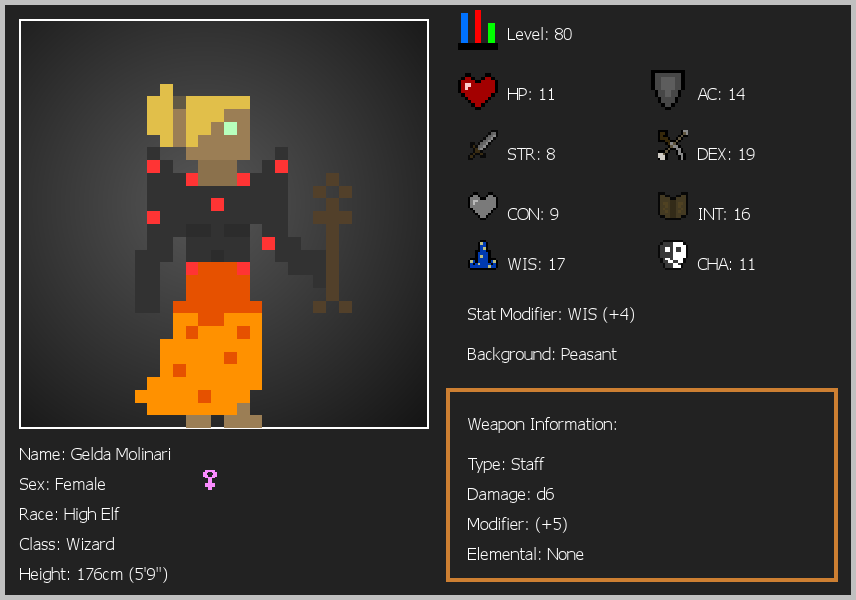 Level: 80
HP: 11
AC: 14
STR: 8
DEX: 19
CON: 9
INT: 16
WIS: 17
CHA: 11
Stat Modifier: WIS (+4)
Background: Peasant
Weapon Information:
Type: Staff
Damage: d6
Modifier: (+5)
Elemental: None
Name: Gelda Molinari
Sex: Female
Race: High Elf
Class: Wizard
Height: 176cm (5'9")